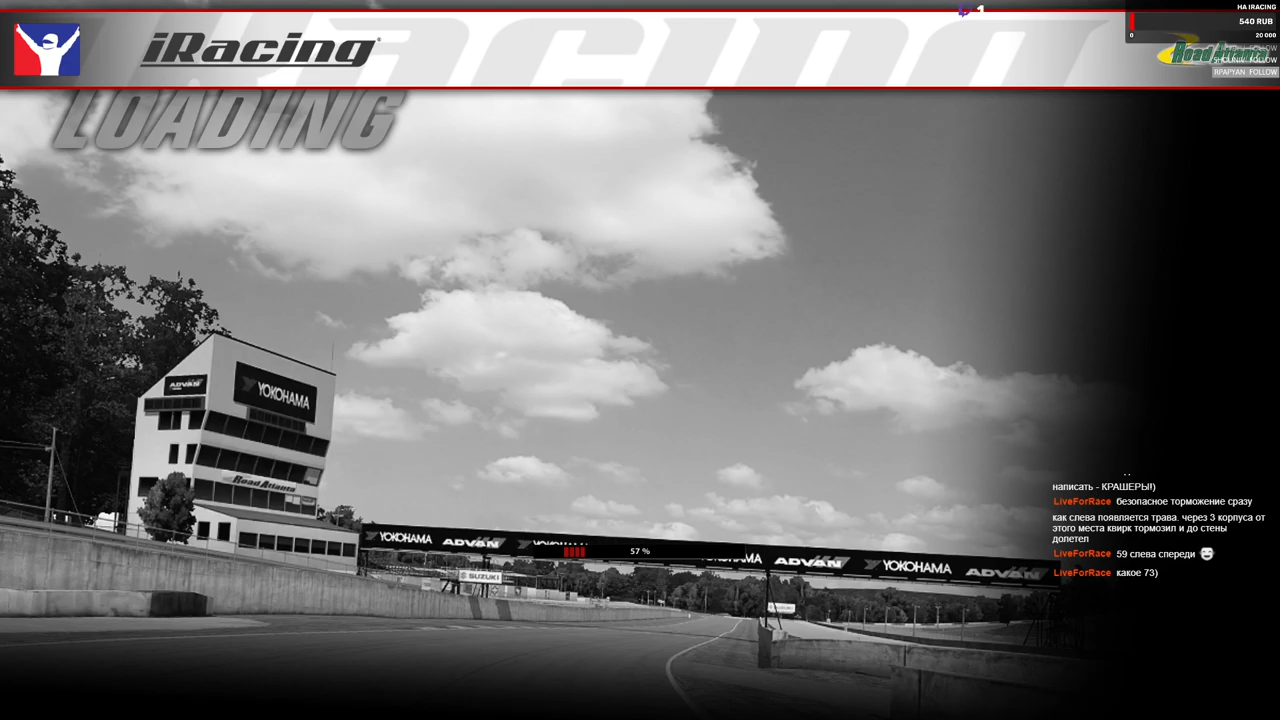 1
НА IRACING
540 RUB
0
20 000
iRacing
Road Atlanta
FOLLOW
RPAPYAN FOLLOW
LOADING
ADVAN
YOKOHAMA
Road Atlanta
YOKOHAMA ADVAN
57 %
ADVAN YOKOHAMA ADVAN
SUZUKI
написать - КРАШЕРЫ!)
LiveForRace безопасное торможение сразу
как слева появляется трава. через 3 корпуса от
этого места квирк тормозил и до стены
долетел
LiveForRace 59 слева спереди
LiveForRace какое 73)